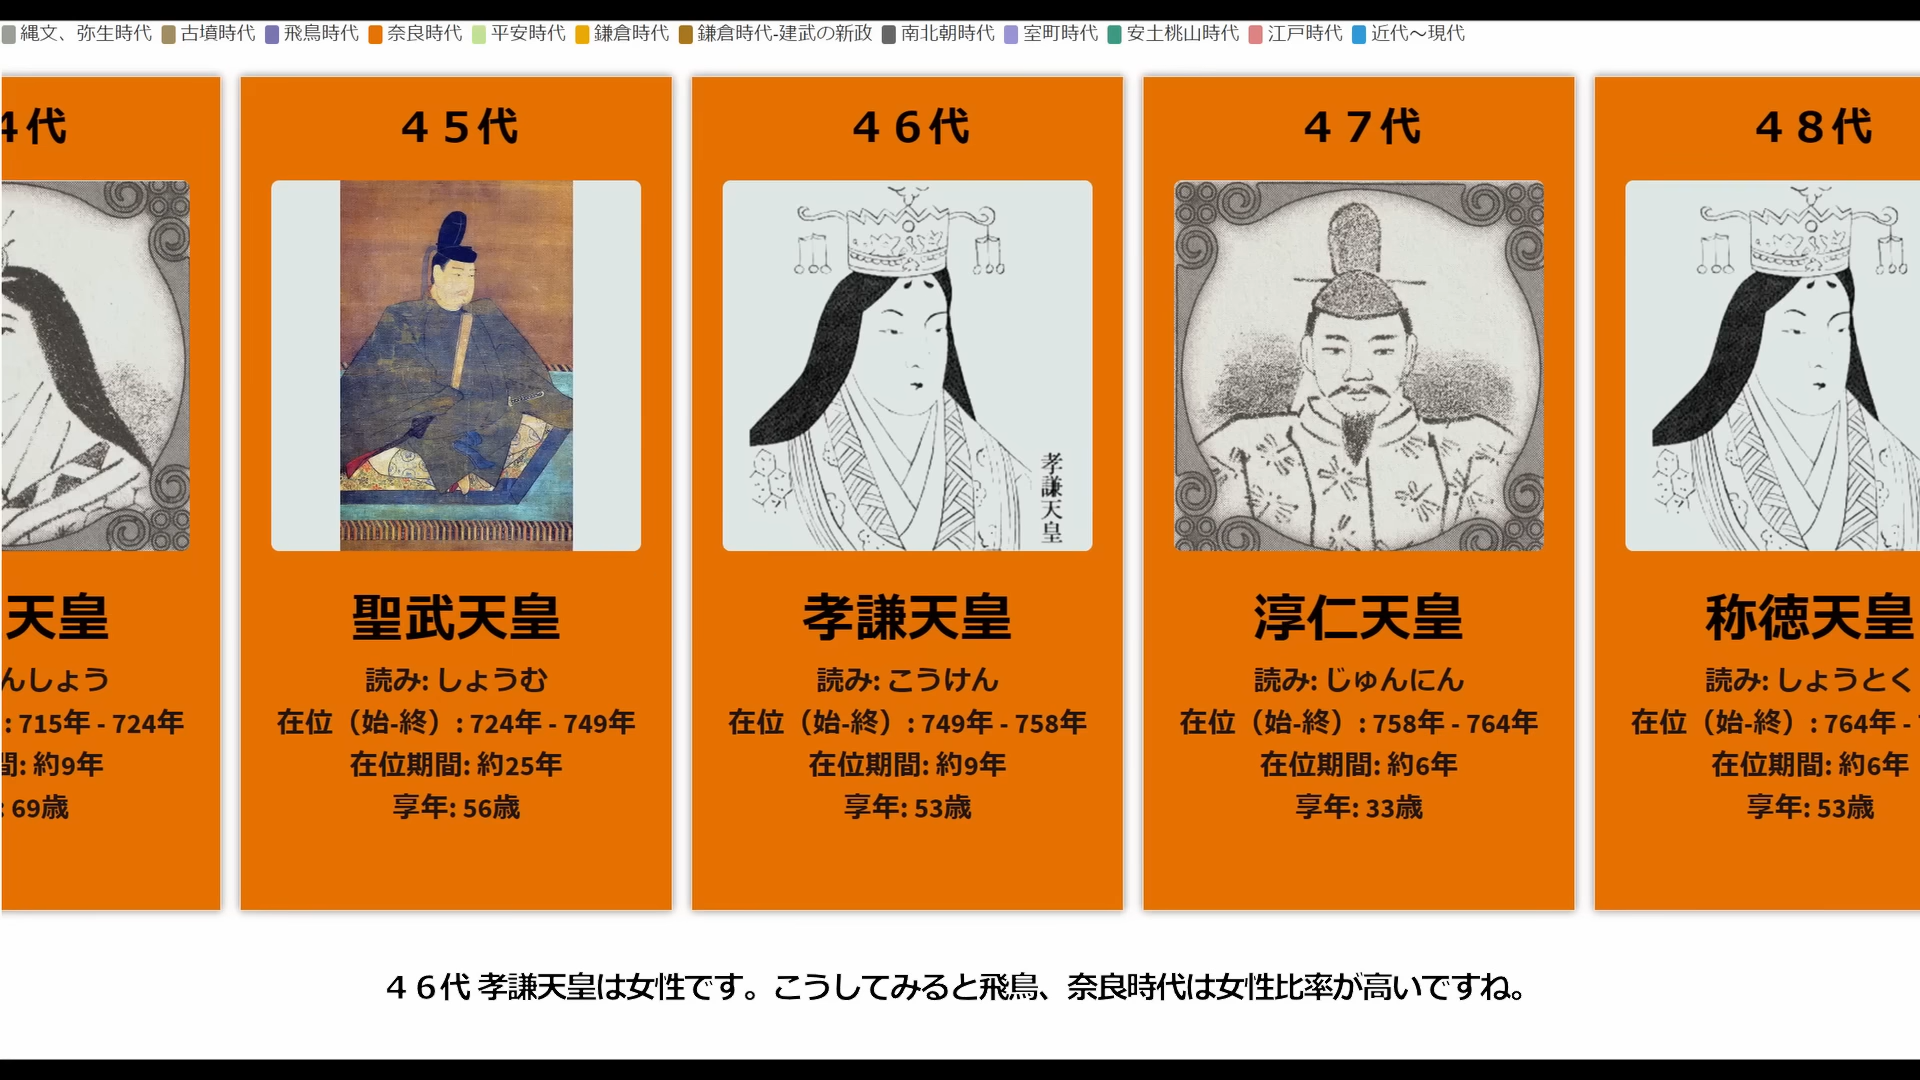 縄文、弥生時代 古墳時代 飛鳥時代 奈良時代 平安時代 鎌倉時代 鎌倉時代-建武の新政 南北朝時代 室町時代 安土桃山時代 江戸時代 近代～現代
4代
天皇
んしょう
: 715年 - 724年
間: 約9年
: 69歳
４５代
聖武天皇
読み: しょうむ
在位（始-終）: 724年 - 749年
在位期間: 約25年
享年: 56歳
４６代
孝謙天皇
孝謙天皇
読み: こうけん
在位（始-終）: 749年 - 758年
在位期間: 約9年
享年: 53歳
４７代
淳仁天皇
読み: じゅんにん
在位（始-終）: 758年 - 764年
在位期間: 約6年
享年: 33歳
４８代
称徳天皇
読み: しょうとく
在位（始-終）: 764年 -
在位期間: 約6年
享年: 53歳
４６代 孝謙天皇は女性です。こうしてみると飛鳥、奈良時代は女性比率が高いですね。